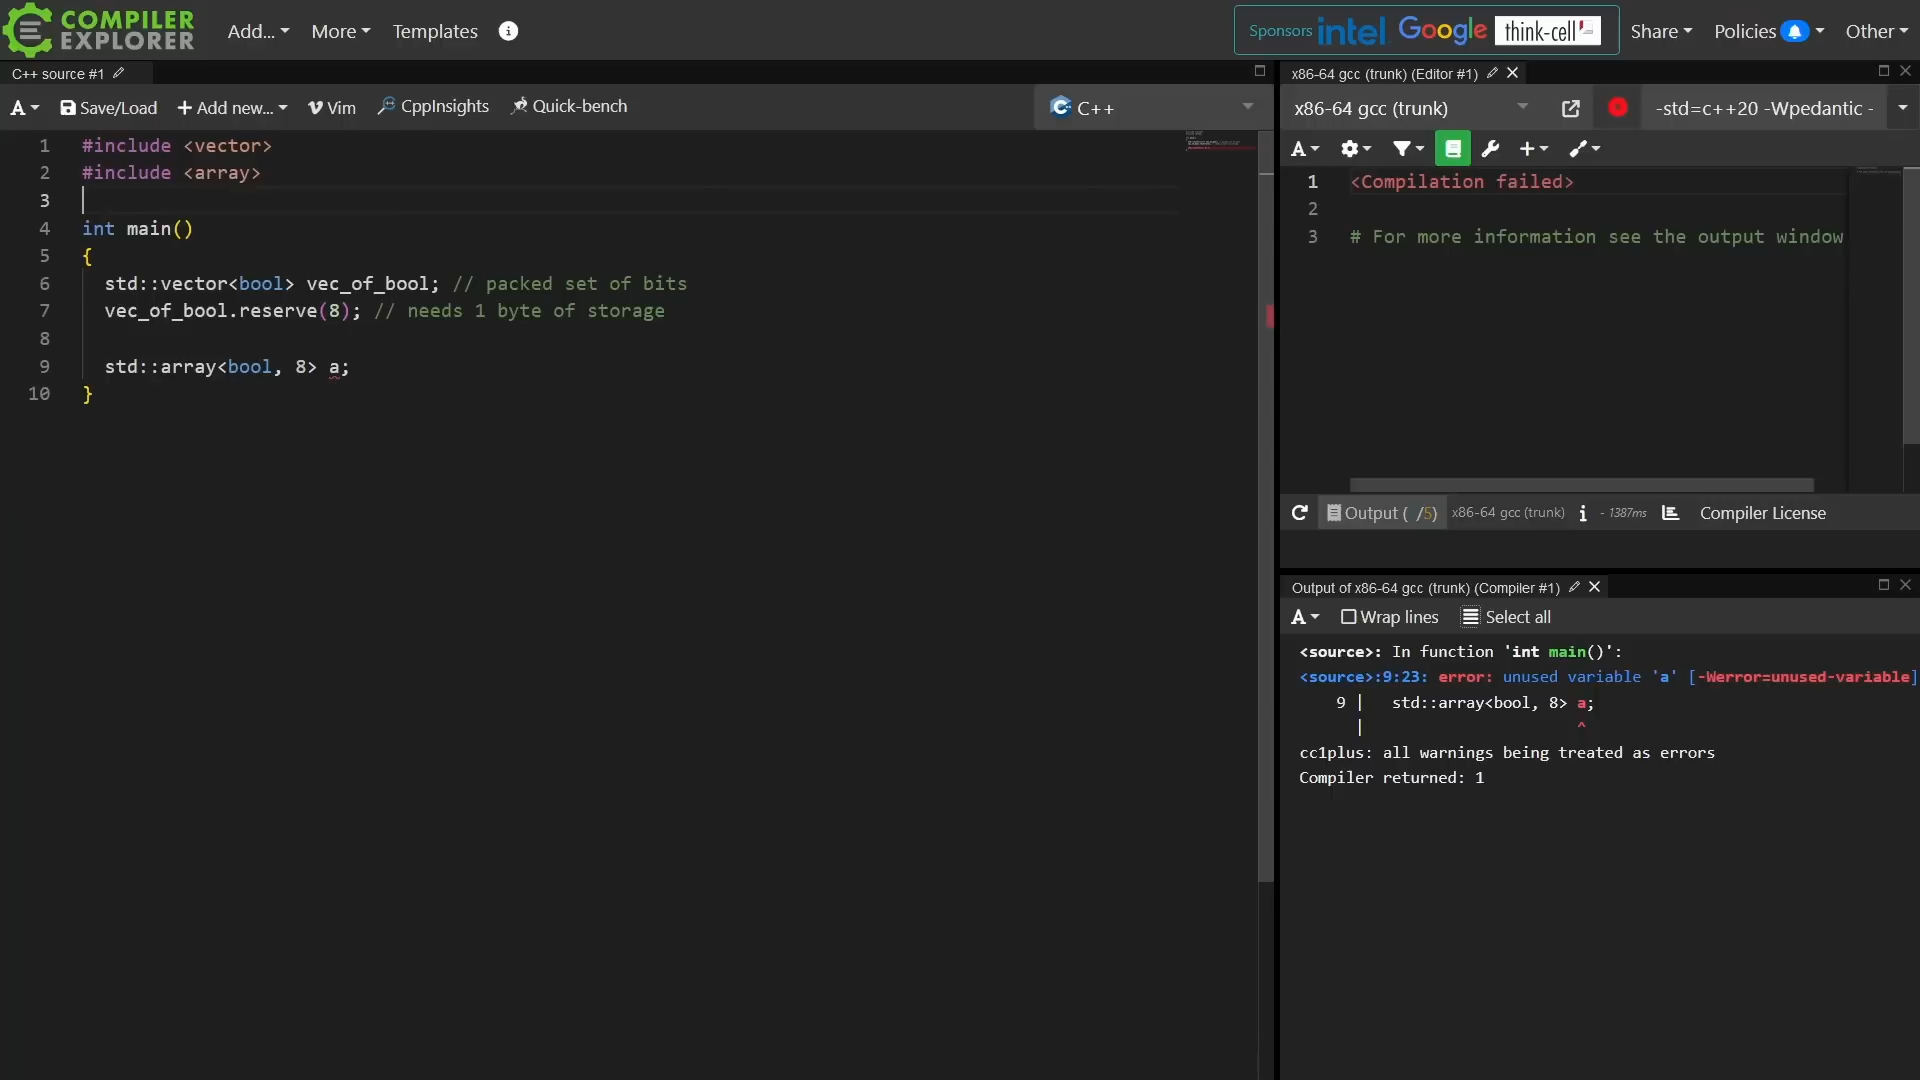 COMPILER EXPLORER Add... More Templates Sponsors intel Google think-cell Share Policies Other
C++ source #1
A Save/Load + Add new... Vim CppInsights Quick-bench C++
1 #include <vector>
2 #include <array>
3
4 int main()
5 {
6 std::vector<bool> vec_of_bool; // packed set of bits
7 vec_of_bool.reserve(8); // needs 1 byte of storage
8
9 std::array<bool, 8> a;
10 }
x86-64 gcc (trunk) (Editor #1)
x86-64 gcc (trunk) -std=c++20 -Wpedantic -
A
1 <Compilation failed>
2
3 # For more information see the output window
Output ( /5) x86-64 gcc (trunk) i - 1387ms Compiler License
Output of x86-64 gcc (trunk) (Compiler #1)
A Wrap lines Select all
<source>: In function 'int main()':
<source>:9:23: error: unused variable 'a' [-Werror=unused-variable]
9 | std::array<bool, 8> a;
| ^
cc1plus: all warnings being treated as errors
Compiler returned: 1